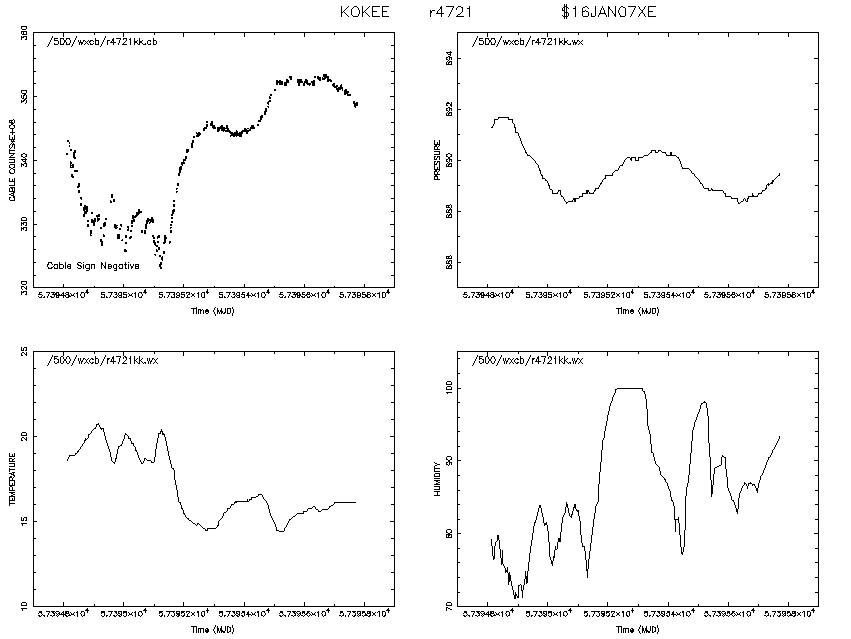 KOKEE r4721 $16JAN07XE
/500/wxcb/r4721kk.cb
CABLE COUNTS×E+06
360
350
340
330
320
Cable Sign Negative
5.73948×10⁴ 5.7395×10⁴ 5.73952×10⁴ 5.73954×10⁴ 5.73956×10⁴ 5.73958×10⁴
Time (MJD)
/500/wxcb/r4721kk.wx
PRESSURE
894
892
890
888
886
5.73948×10⁴ 5.7395×10⁴ 5.73952×10⁴ 5.73954×10⁴ 5.73956×10⁴ 5.73958×10⁴
Time (MJD)
/500/wxcb/r4721kk.wx
TEMPERATURE
25
20
15
10
5.73948×10⁴ 5.7395×10⁴ 5.73952×10⁴ 5.73954×10⁴ 5.73956×10⁴ 5.73958×10⁴
Time (MJD)
/500/wxcb/r4721kk.wx
HUMIDITY
100
90
80
70
5.73948×10⁴ 5.7395×10⁴ 5.73952×10⁴ 5.73954×10⁴ 5.73956×10⁴ 5.73958×10⁴
Time (MJD)